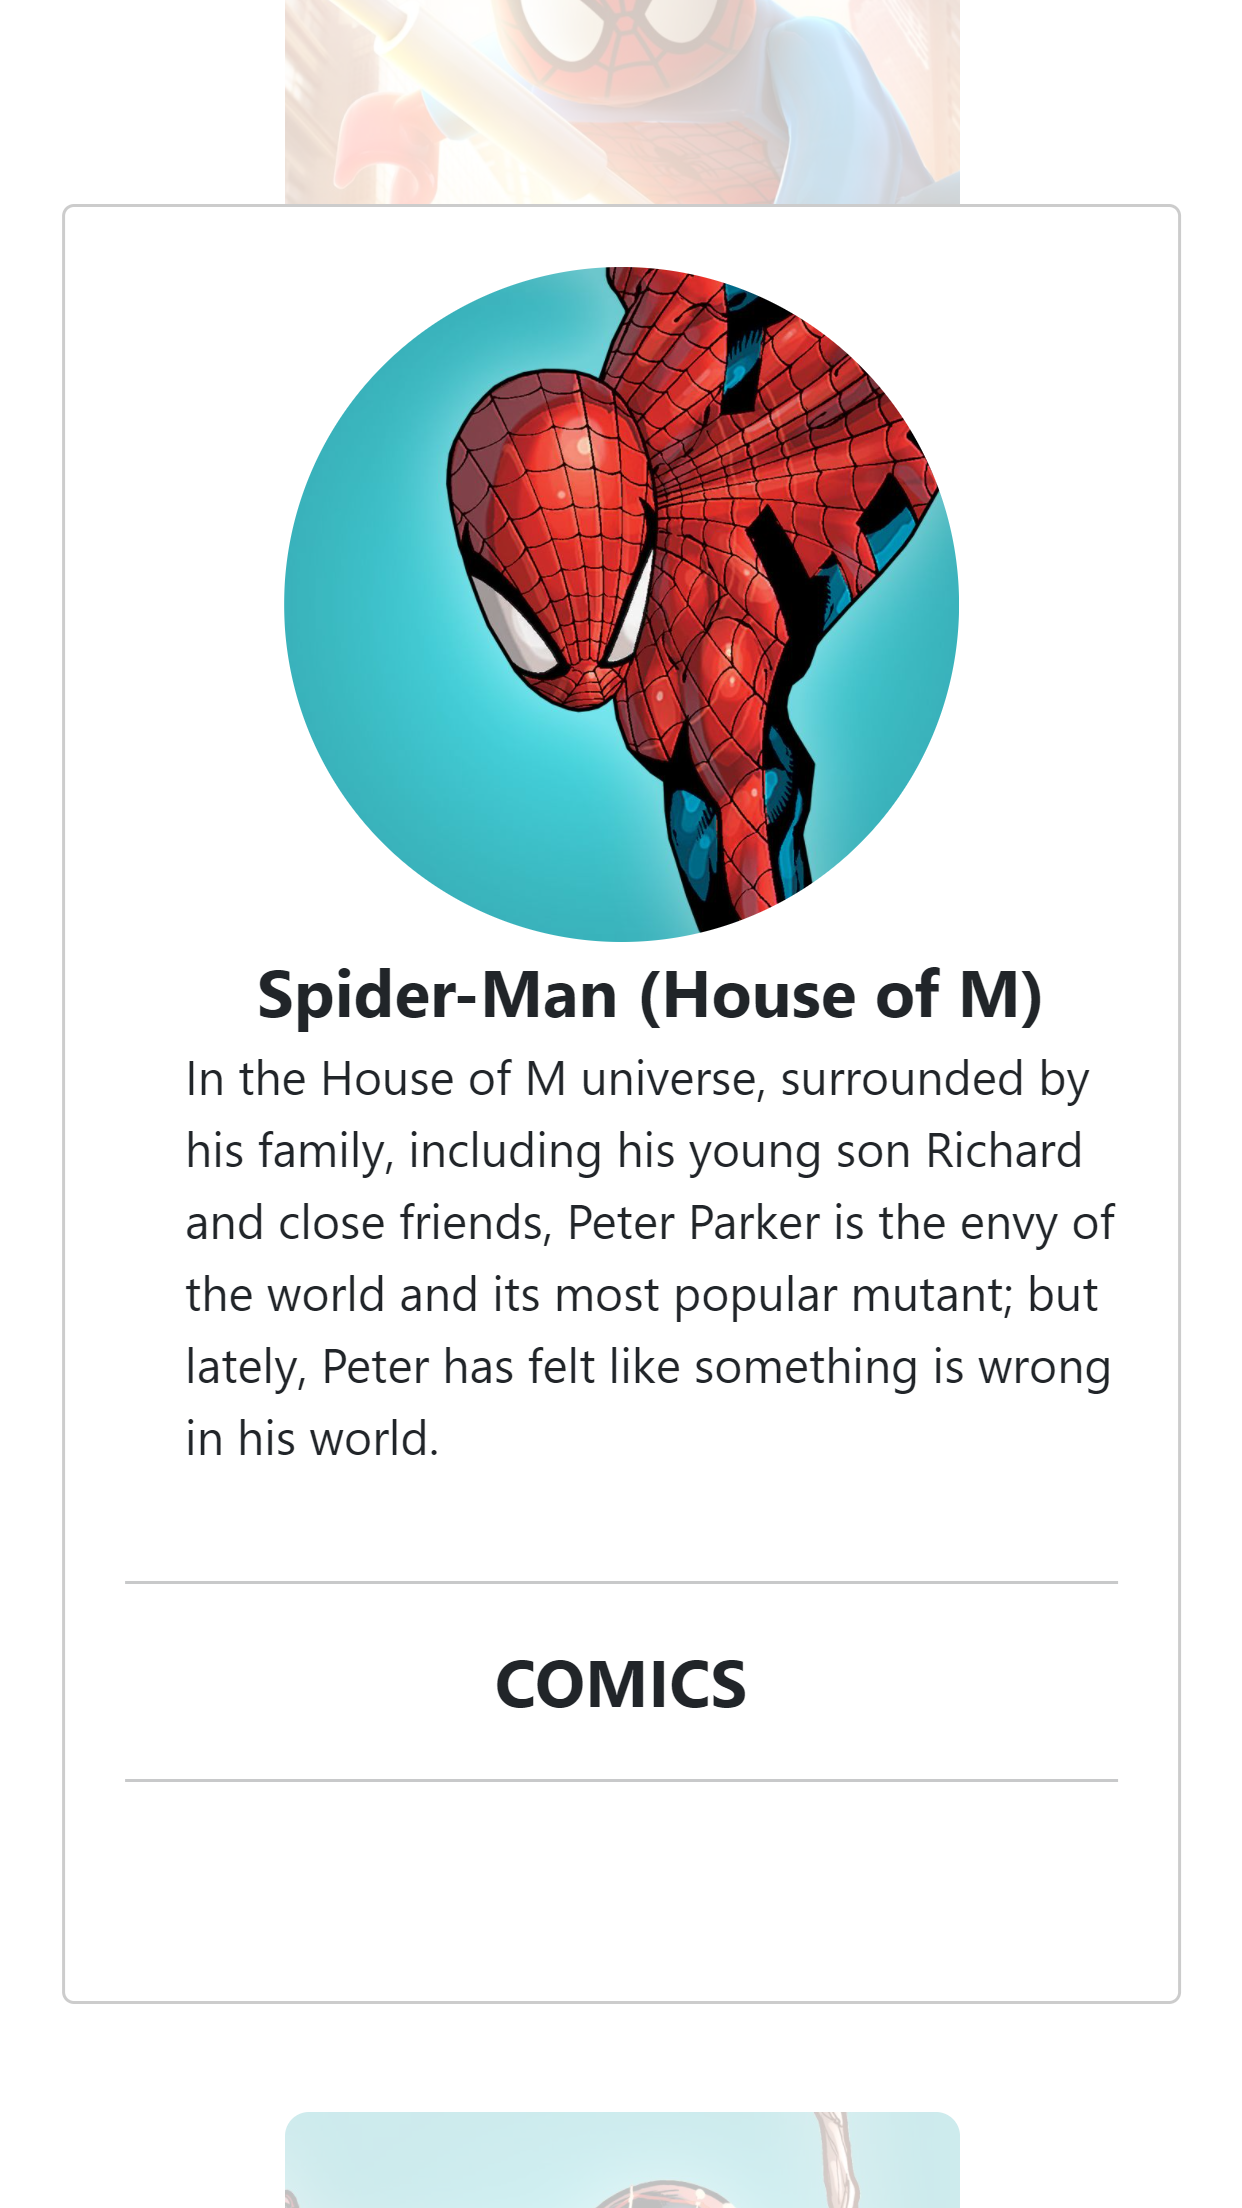 Spider-Man (House of M)
In the House of M universe, surrounded by
his family, including his young son Richard
and close friends, Peter Parker is the envy of
the world and its most popular mutant; but
lately, Peter has felt like something is wrong
in his world.
COMICS